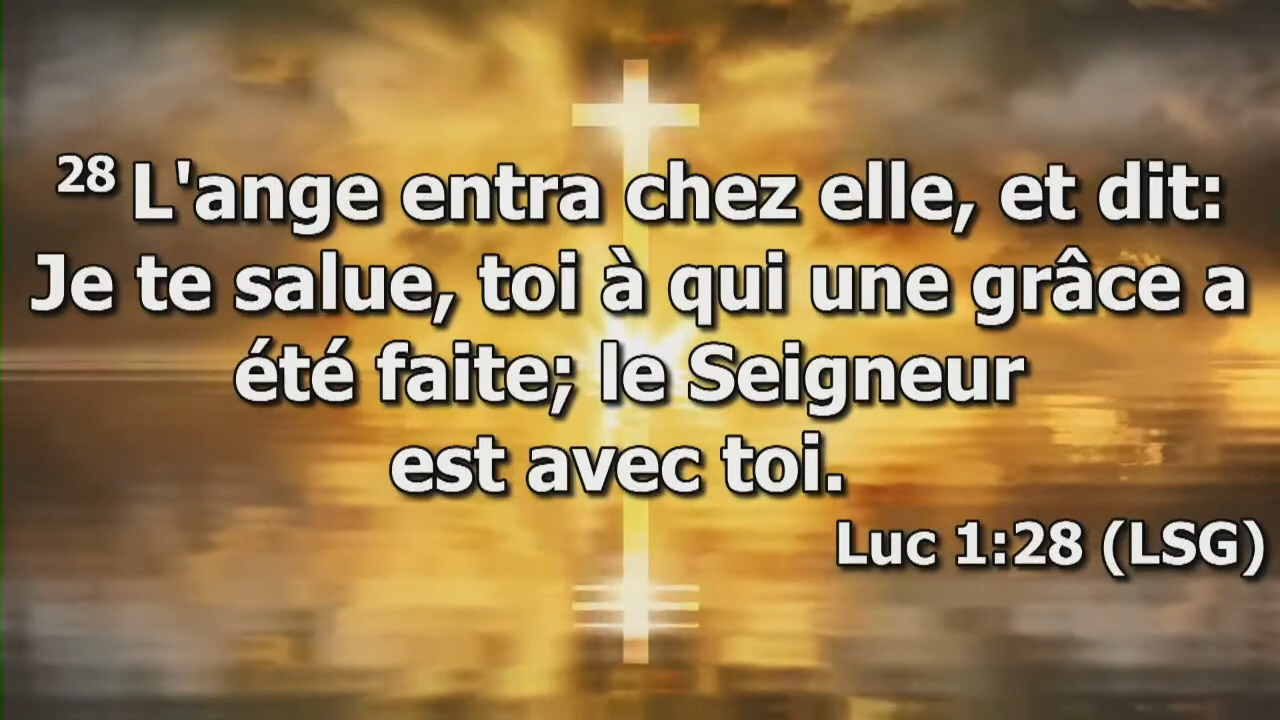 28 L'ange entra chez elle, et dit:
Je te salue, toi à qui une grâce a
été faite; le Seigneur
est avec toi.
Luc 1:28 (LSG)